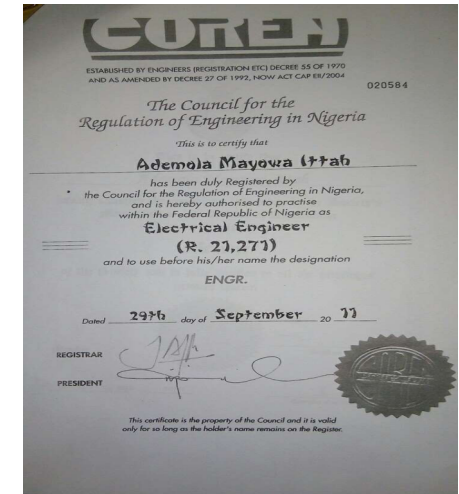 COREN
ESTABLISHED BY ENGINEERS (REGISTRATION ETC) DECREE 55 OF 1970
AND AS AMENDED BY DECREE 27 OF 1992, NOW ACT CAP E11/2004
020584
The Council for the
Regulation of Engineering in Nigeria
This is to certify that
Ademola Mayowa Ittah
has been duly Registered by
the Council for the Regulation of Engineering in Nigeria,
and is hereby authorised to practise
within the Federal Republic of Nigeria as
Electrical Engineer
(R. 21,271)
and to use before his/her name the designation
ENGR.
Dated 29th day of September 20 11
REGISTRAR
PRESIDENT
This certificate is the property of the Council and it is valid
only for so long as the holder's name remains on the Register.